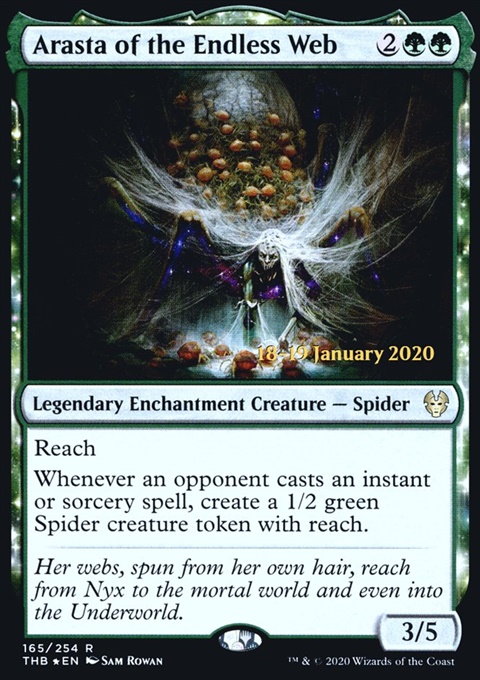 Arasta of the Endless Web 2
18–19 January 2020
Legendary Enchantment Creature — Spider
Reach
Whenever an opponent casts an instant
or sorcery spell, create a 1/2 green
Spider creature token with reach.
Her webs, spun from her own hair, reach
from Nyx to the mortal world and even into
the Underworld.
3/5
165/254 R
THB ★ EN Sam Rowan
™ & © 2020 Wizards of the Coast